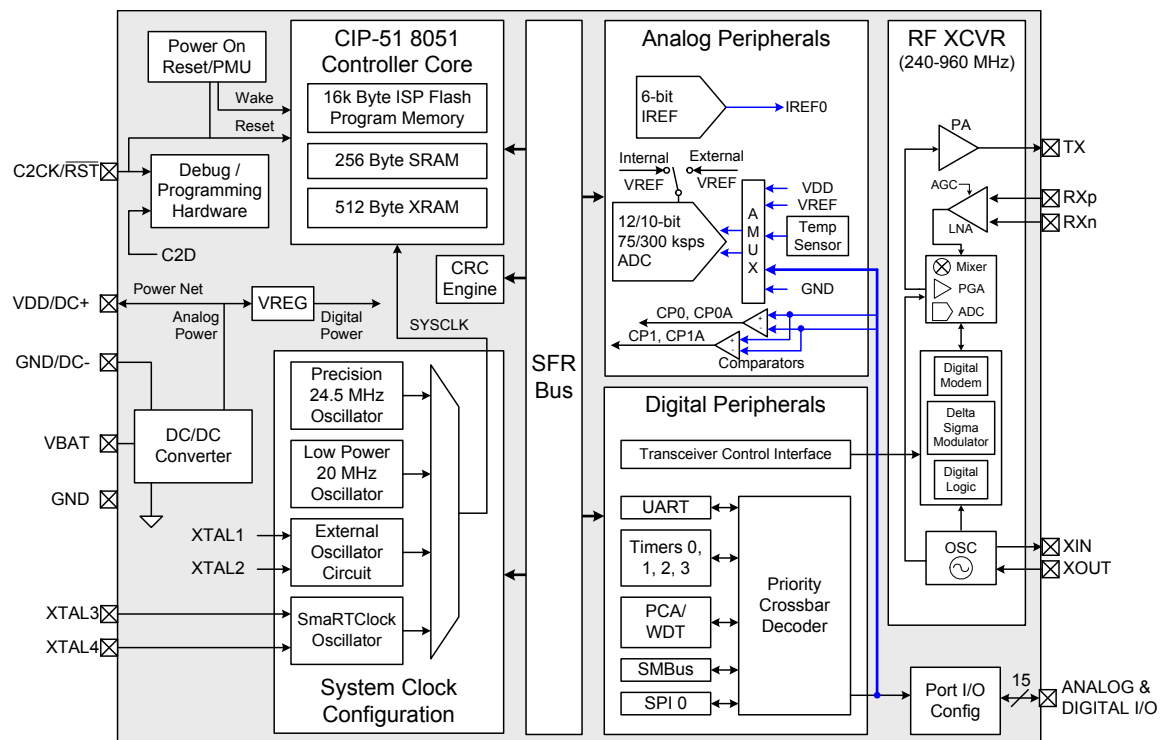 Power On
Reset/PMU
Wake
Reset
C2CK/RST
Debug /
Programming
Hardware
C2D
VDD/DC+
Power Net
Analog
Power
VREG
Digital
Power
GND/DC-
VBAT
DC/DC
Converter
GND
XTAL1
XTAL2
XTAL3
XTAL4
CIP-51 8051
Controller Core
16k Byte ISP Flash
Program Memory
256 Byte SRAM
512 Byte XRAM
CRC
Engine
SYSCLK
Precision
24.5 MHz
Oscillator
Low Power
20 MHz
Oscillator
External
Oscillator
Circuit
SmaRTClock
Oscillator
System Clock
Configuration
SFR
Bus
Analog Peripherals
6-bit
IREF
IREF0
Internal
VREF
External
VREF
12/10-bit
75/300 ksps
ADC
A
M
U
X
VDD
VREF
Temp
Sensor
GND
CP0, CP0A
+
-
CP1, CP1A
+
-
Comparators
Digital Peripherals
Transceiver Control Interface
UART
Timers 0,
1, 2, 3
PCA/
WDT
SMBus
SPI 0
Priority
Crossbar
Decoder
RF XCVR
(240-960 MHz)
PA
AGC
LNA
Mixer
PGA
ADC
Digital
Modem
Delta
Sigma
Modulator
Digital
Logic
OSC
TX
RXp
RXn
XIN
XOUT
Port I/O
Config
15
ANALOG &
DIGITAL I/O